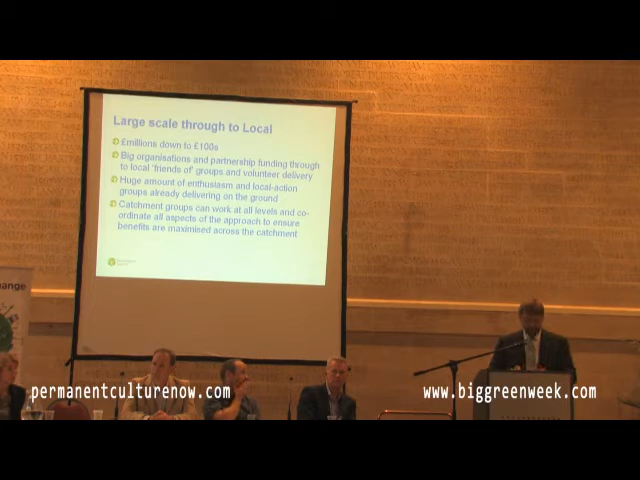 Large scale through to Local
£millions down to £100s
Big organisations and partnership funding through
to local 'friends of' groups and volunteer delivery
Huge amount of enthusiasm and local-action
groups already delivering on the ground
Catchment groups can work at all levels and co-
ordinate all aspects of the approach to ensure
benefits are maximised across the catchment
permanentculturenow.com
www.biggreenweek.com